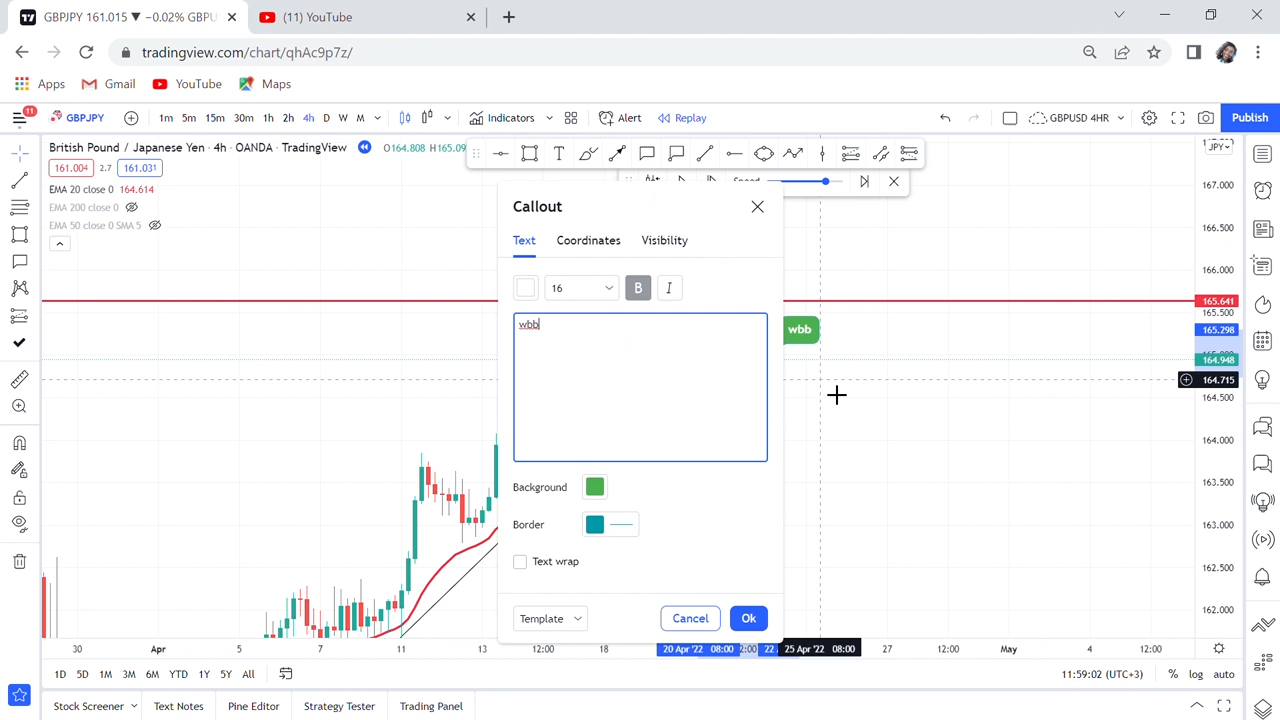 GBPJPY 161.015 ▼ −0.02% GBPU
(11) YouTube
tradingview.com/chart/qhAc9p7z/
Apps Gmail YouTube Maps
11 GBPJPY 1m 5m 15m 30m 1h 2h 4h D W M Indicators Alert Replay GBPUSD 4HR Publish
British Pound / Japanese Yen · 4h · OANDA · TradingView O164.808 H165.09
JPY
161.004 2.7 161.031
EMA 20 close 0 164.614
EMA 200 close 0
EMA 50 close 0 SMA 5
Speed
Callout
Text Coordinates Visibility
16 B I
wbb
wbb
Background
Border
Text wrap
Template Cancel Ok
167.000
166.500
166.000
165.641
165.500
165.298
164.948
164.715
164.500
164.000
163.500
163.000
162.500
162.000
30 Apr 5 7 11 13 12:00 18 20 Apr '22 08:00 2:00 22 25 Apr '22 08:00 27 12:00 May 4 12:00
1D 5D 1M 3M 6M YTD 1Y 5Y All 11:59:02 (UTC+3) % log auto
Stock Screener Text Notes Pine Editor Strategy Tester Trading Panel